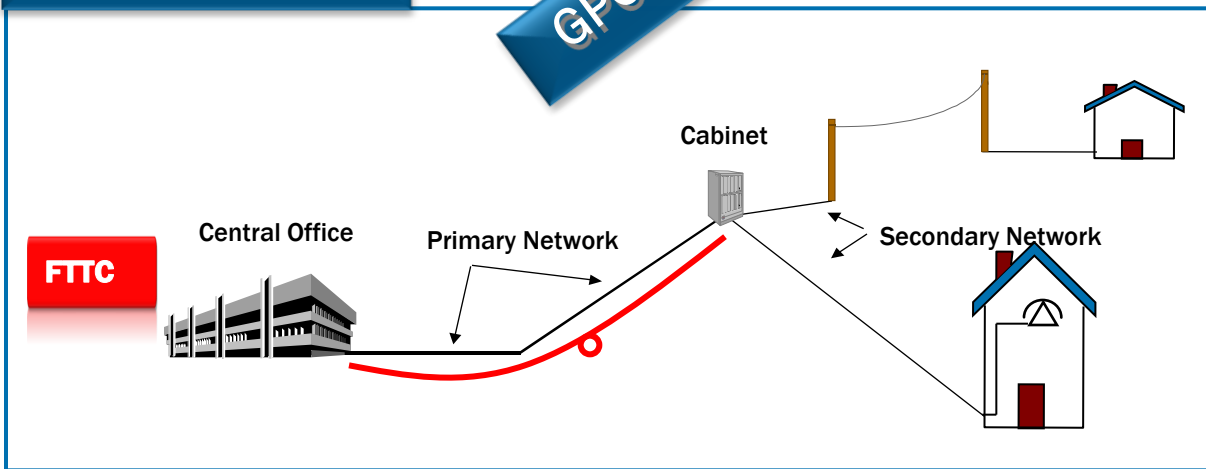 Cabinet
Central Office
Primary Network
Secondary Network
FTTC